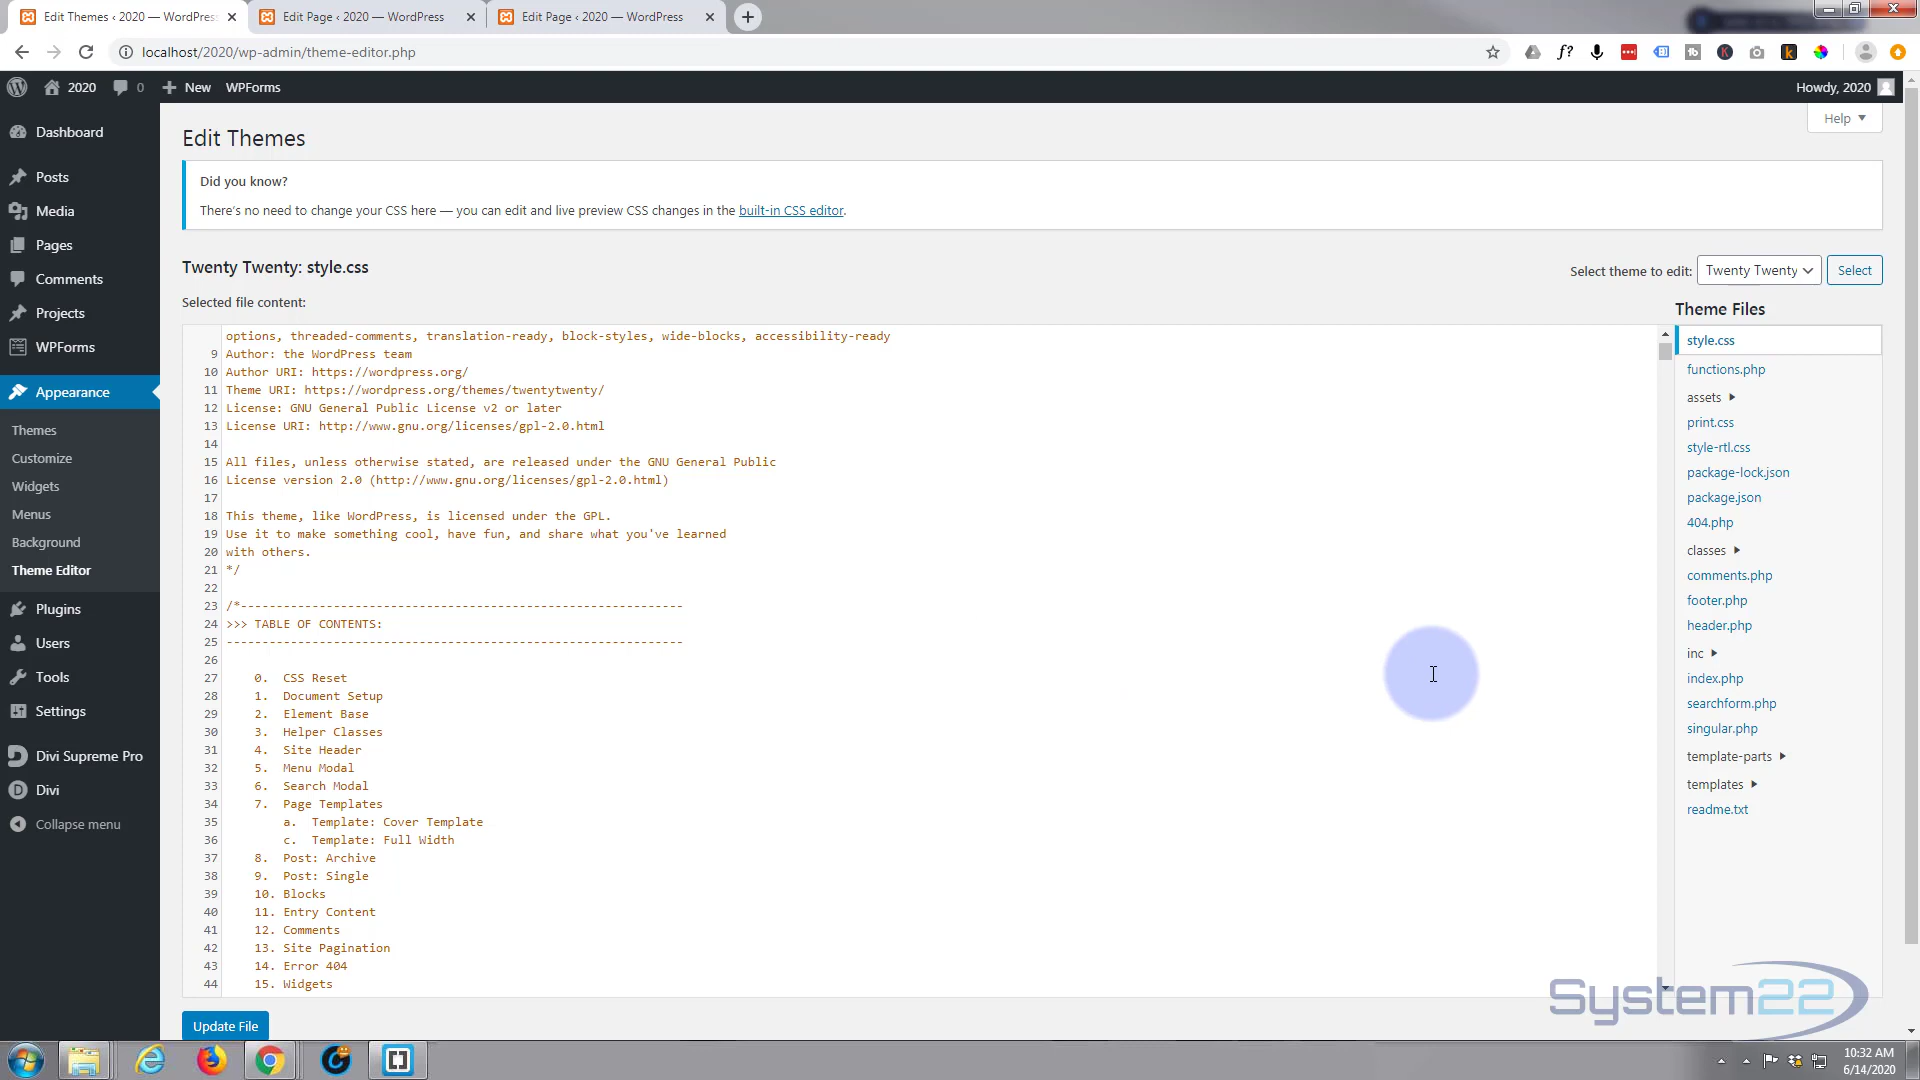 Edit Themes ‹ 2020 — WordPress
Edit Page ‹ 2020 — WordPress
Edit Page ‹ 2020 — WordPress
localhost/2020/wp-admin/theme-editor.php
2020
0
New
WPForms
Howdy, 2020
Help
Dashboard
Posts
Media
Pages
Comments
Projects
WPForms
Appearance
Themes
Customize
Widgets
Menus
Background
Theme Editor
Plugins
Users
Tools
Settings
Divi Supreme Pro
Divi
Collapse menu
Edit Themes
Did you know?
There's no need to change your CSS here — you can edit and live preview CSS changes in the built-in CSS editor.
Twenty Twenty: style.css
Select theme to edit: Twenty Twenty Select
Selected file content:
options, threaded-comments, translation-ready, block-styles, wide-blocks, accessibility-ready
9 Author: the WordPress team
10 Author URI: https://wordpress.org/
11 Theme URI: https://wordpress.org/themes/twentytwenty/
12 License: GNU General Public License v2 or later
13 License URI: http://www.gnu.org/licenses/gpl-2.0.html
14
15 All files, unless otherwise stated, are released under the GNU General Public
16 License version 2.0 (http://www.gnu.org/licenses/gpl-2.0.html)
17
18 This theme, like WordPress, is licensed under the GPL.
19 Use it to make something cool, have fun, and share what you've learned
20 with others.
21 */
22
23 /*--------------------------------------------------------------
24 >>> TABLE OF CONTENTS:
25 ----------------------------------------------------------------
26
27 0. CSS Reset
28 1. Document Setup
29 2. Element Base
30 3. Helper Classes
31 4. Site Header
32 5. Menu Modal
33 6. Search Modal
34 7. Page Templates
35 a. Template: Cover Template
36 c. Template: Full Width
37 8. Post: Archive
38 9. Post: Single
39 10. Blocks
40 11. Entry Content
41 12. Comments
42 13. Site Pagination
43 14. Error 404
44 15. Widgets
Theme Files
style.css
functions.php
assets
print.css
style-rtl.css
package-lock.json
package.json
404.php
classes
comments.php
footer.php
header.php
inc
index.php
searchform.php
singular.php
template-parts
templates
readme.txt
Update File
System22
10:32 AM
6/14/2020